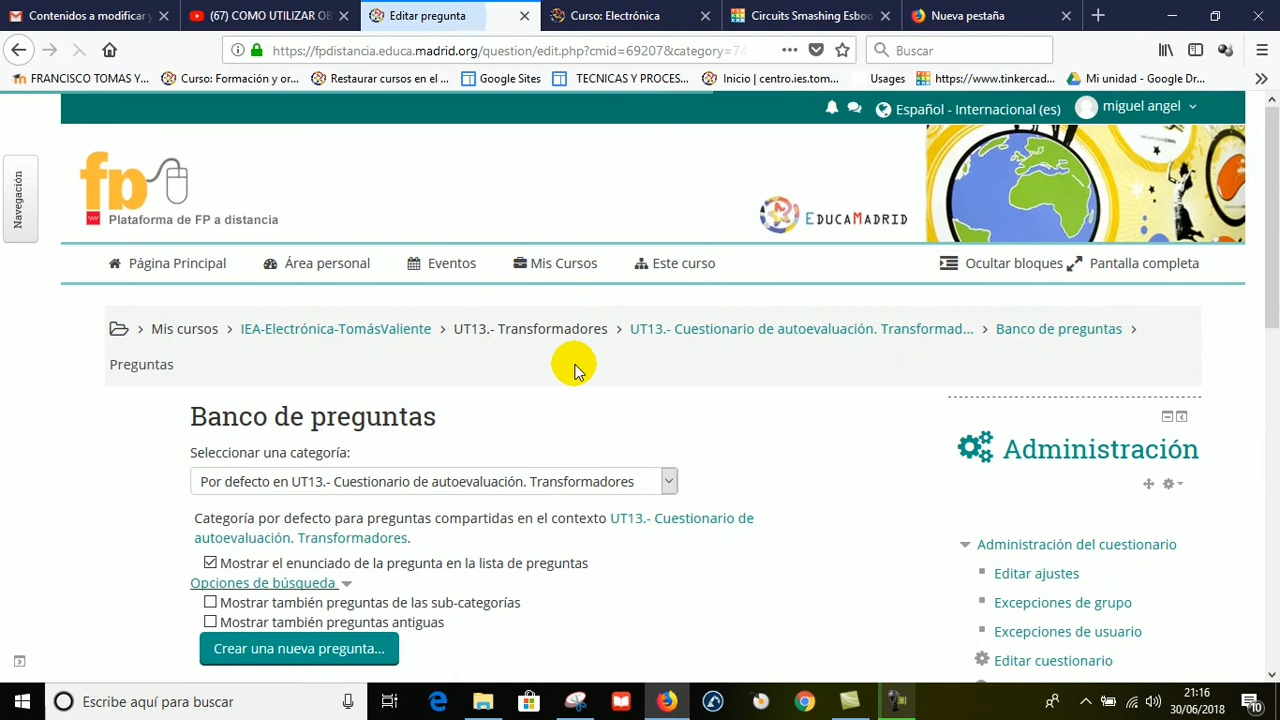 Contenidos a modificar
(67) COMO UTILIZAR OB
Editar pregunta
Curso: Electrónica
Circuits Smashing Esboo
Nueva pestaña
https://fpdistancia.educa.madrid.org/question/edit.php?cmid=69207&category=74
Buscar
FRANCISCO TOMAS Y...
Curso: Formación y or...
Restaurar cursos en el ...
Google Sites
TECNICAS Y PROCES...
Inicio | centro.ies.tom...
Usages
https://www.tinkercad...
Mi unidad - Google Dr...
Español - Internacional (es)
miguel angel
Navegación
fp
Plataforma de FP a distancia
EDUCAMADRID
Página Principal
Área personal
Eventos
Mis Cursos
Este curso
Ocultar bloques
Pantalla completa
Mis cursos
IEA-Electrónica-TomásValiente
UT13.- Transformadores
UT13.- Cuestionario de autoevaluación. Transformad...
Banco de preguntas
Preguntas
Banco de preguntas
Seleccionar una categoría:
Por defecto en UT13.- Cuestionario de autoevaluación. Transformadores
Categoría por defecto para preguntas compartidas en el contexto UT13.- Cuestionario de
autoevaluación. Transformadores.
Mostrar el enunciado de la pregunta en la lista de preguntas
Opciones de búsqueda
Mostrar también preguntas de las sub-categorías
Mostrar también preguntas antiguas
Crear una nueva pregunta...
Administración
Administración del cuestionario
Editar ajustes
Excepciones de grupo
Excepciones de usuario
Editar cuestionario
Escribe aquí para buscar
21:16
30/06/2018
10